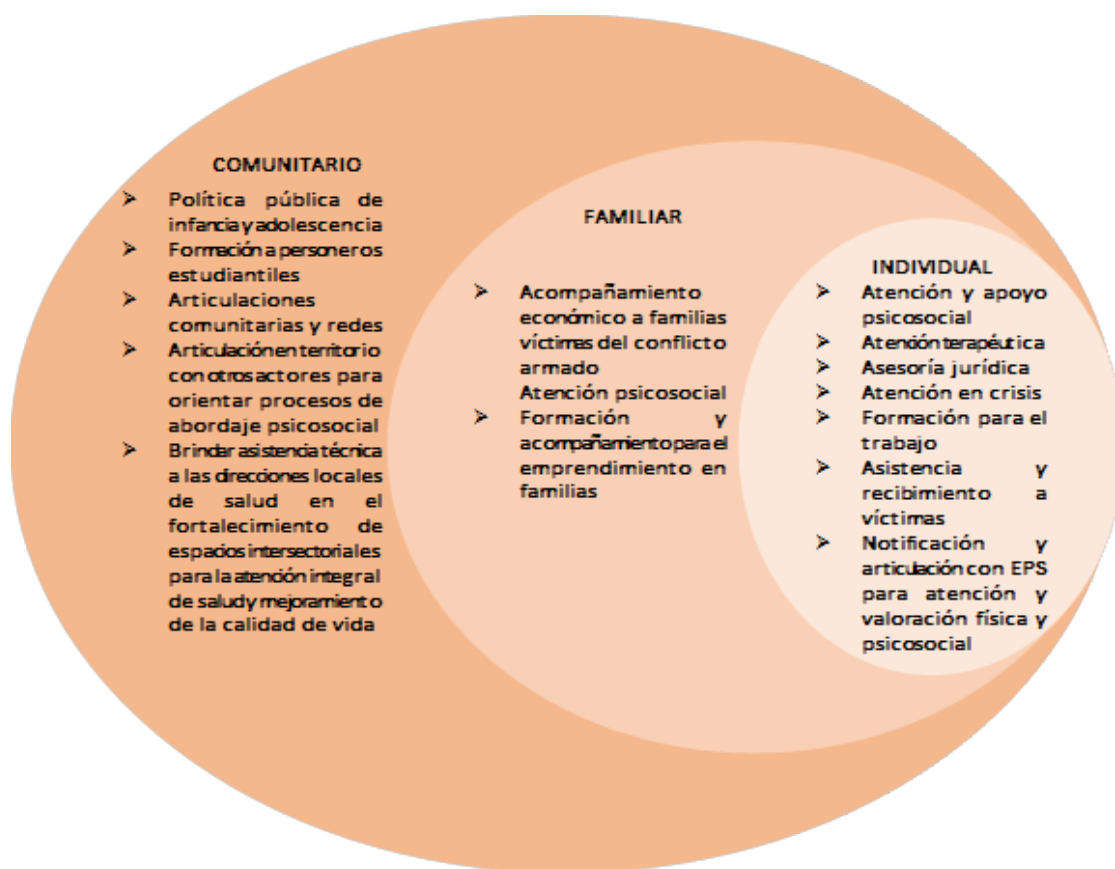 COMUNITARIO
➢ Política pública de
infancia y adolescencia
➢ Formación a personeros
estudiantiles
➢ Articulaciones
comunitarias y redes
➢ Articulación en territorio
con otros actores para
orientar procesos de
abordaje psicosocial
➢ Brindar asistencia técnica
a las direcciones locales
de salud en el
fortalecimiento de
espacios intersectoriales
para la atención integral
de salud y mejoramiento
de la calidad de vida
FAMILIAR
➢ Acompañamiento
económico a familias
víctimas del conflicto
armado
Atención psicosocial
➢ Formación y
acompañamiento para el
emprendimiento en
familias
INDIVIDUAL
➢ Atención y apoyo
psicosocial
➢ Atención terapéutica
➢ Asesoría jurídica
➢ Atención en crisis
➢ Formación para el
trabajo
➢ Asistencia y
recibimiento a
víctimas
➢ Notificación y
articulación con EPS
para atención y
valoración física y
psicosocial